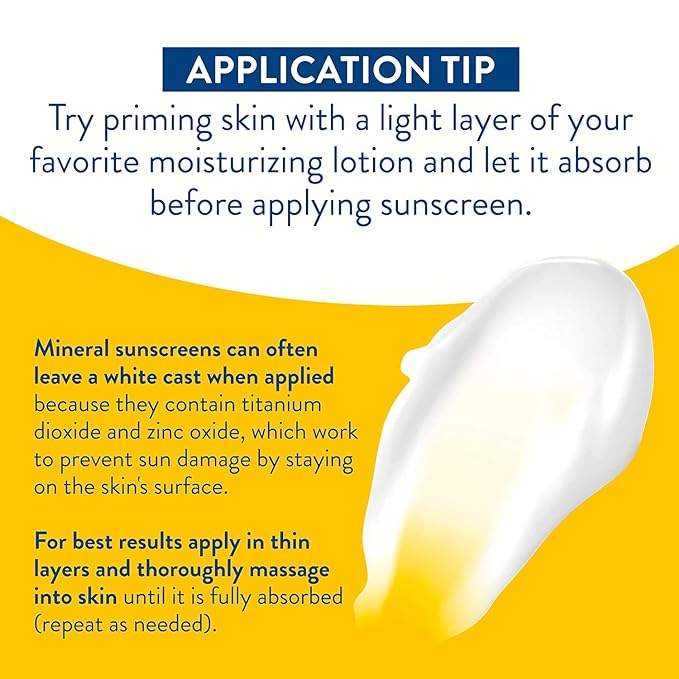 APPLICATION TIP
Try priming skin with a light layer of your
favorite moisturizing lotion and let it absorb
before applying sunscreen.
Mineral sunscreens can often
leave a white cast when applied
because they contain titanium
dioxide and zinc oxide, which work
to prevent sun damage by staying
on the skin's surface.
For best results apply in thin
layers and thoroughly massage
into skin until it is fully absorbed
(repeat as needed).